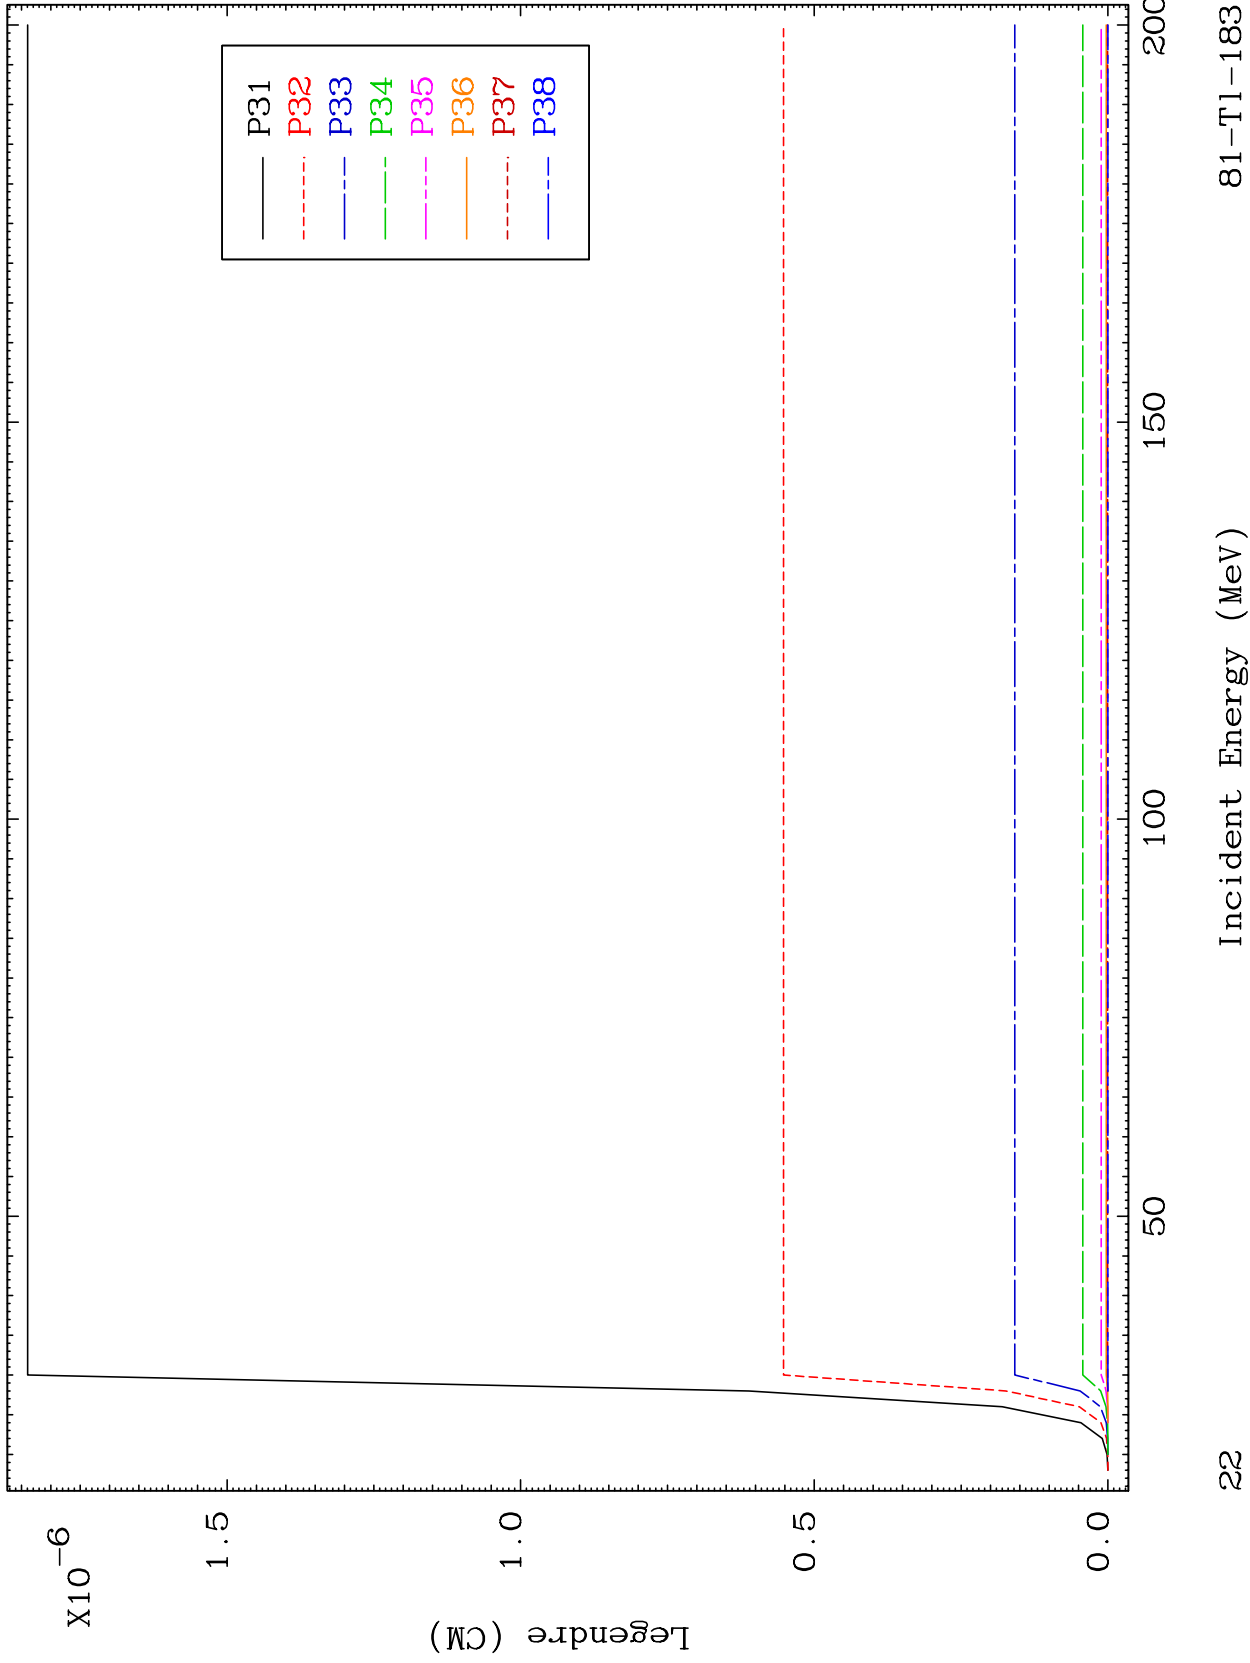 X10-6
1.5
1.0
0.5
0.0
Legendre (CM)
P31
P32
P33
P34
P35
P36
P37
P38
50
100
150
200
Incident Energy (MeV)
22
81-Tl-183